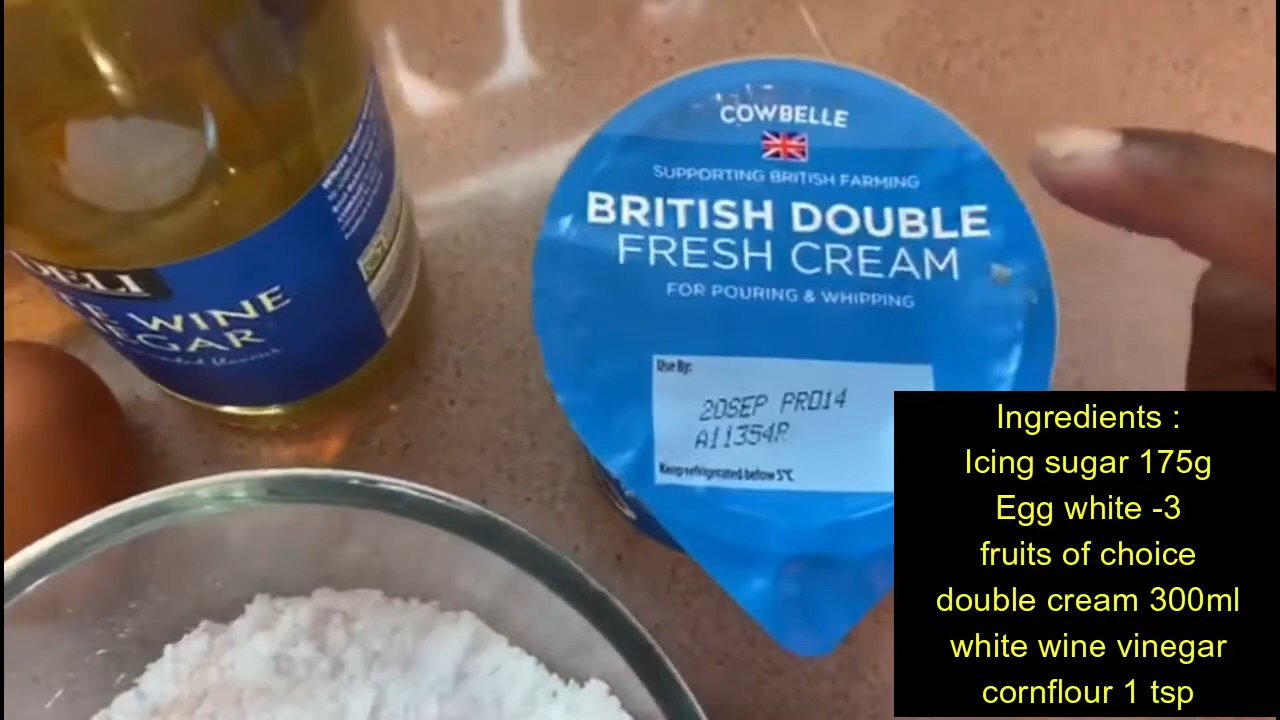 DELI
WINE
COWBELLE
SUPPORTING BRITISH FARMING
BRITISH DOUBLE
FRESH CREAM
FOR POURING & WHIPPING
Use By:
20SEP PR014
A11354R
Keep refrigerated below 5°C
Ingredients :
Icing sugar 175g
Egg white -3
fruits of choice
double cream 300ml
white wine vinegar
cornflour 1 tsp